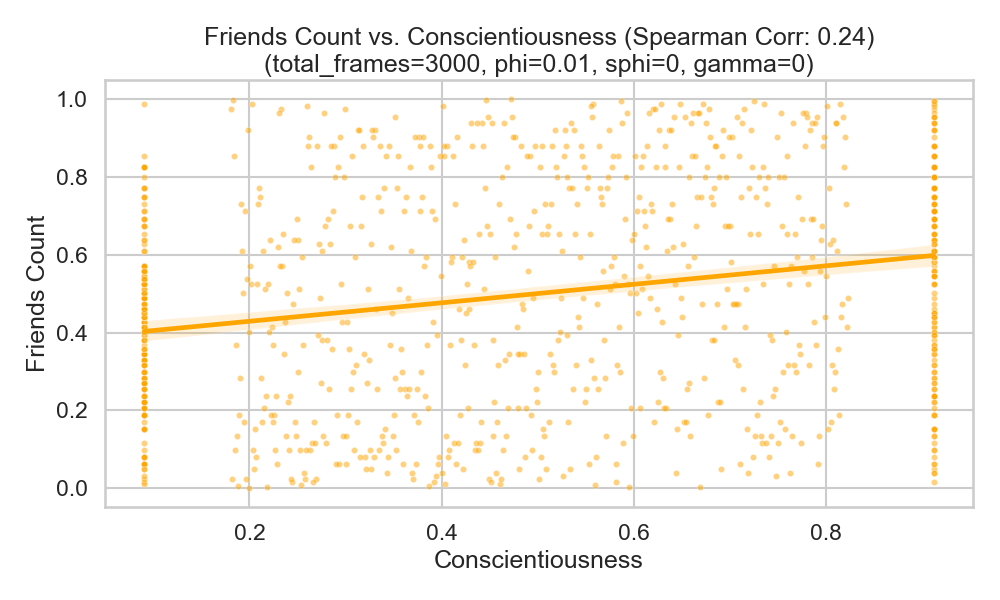 Friends Count vs. Conscientiousness (Spearman Corr: 0.24)
(total_frames=3000, phi=0.01, sphi=0, gamma=0)
1.0
0.8
0.6
0.4
0.2
0.0
Friends Count
0.2 0.4 0.6 0.8
Conscientiousness